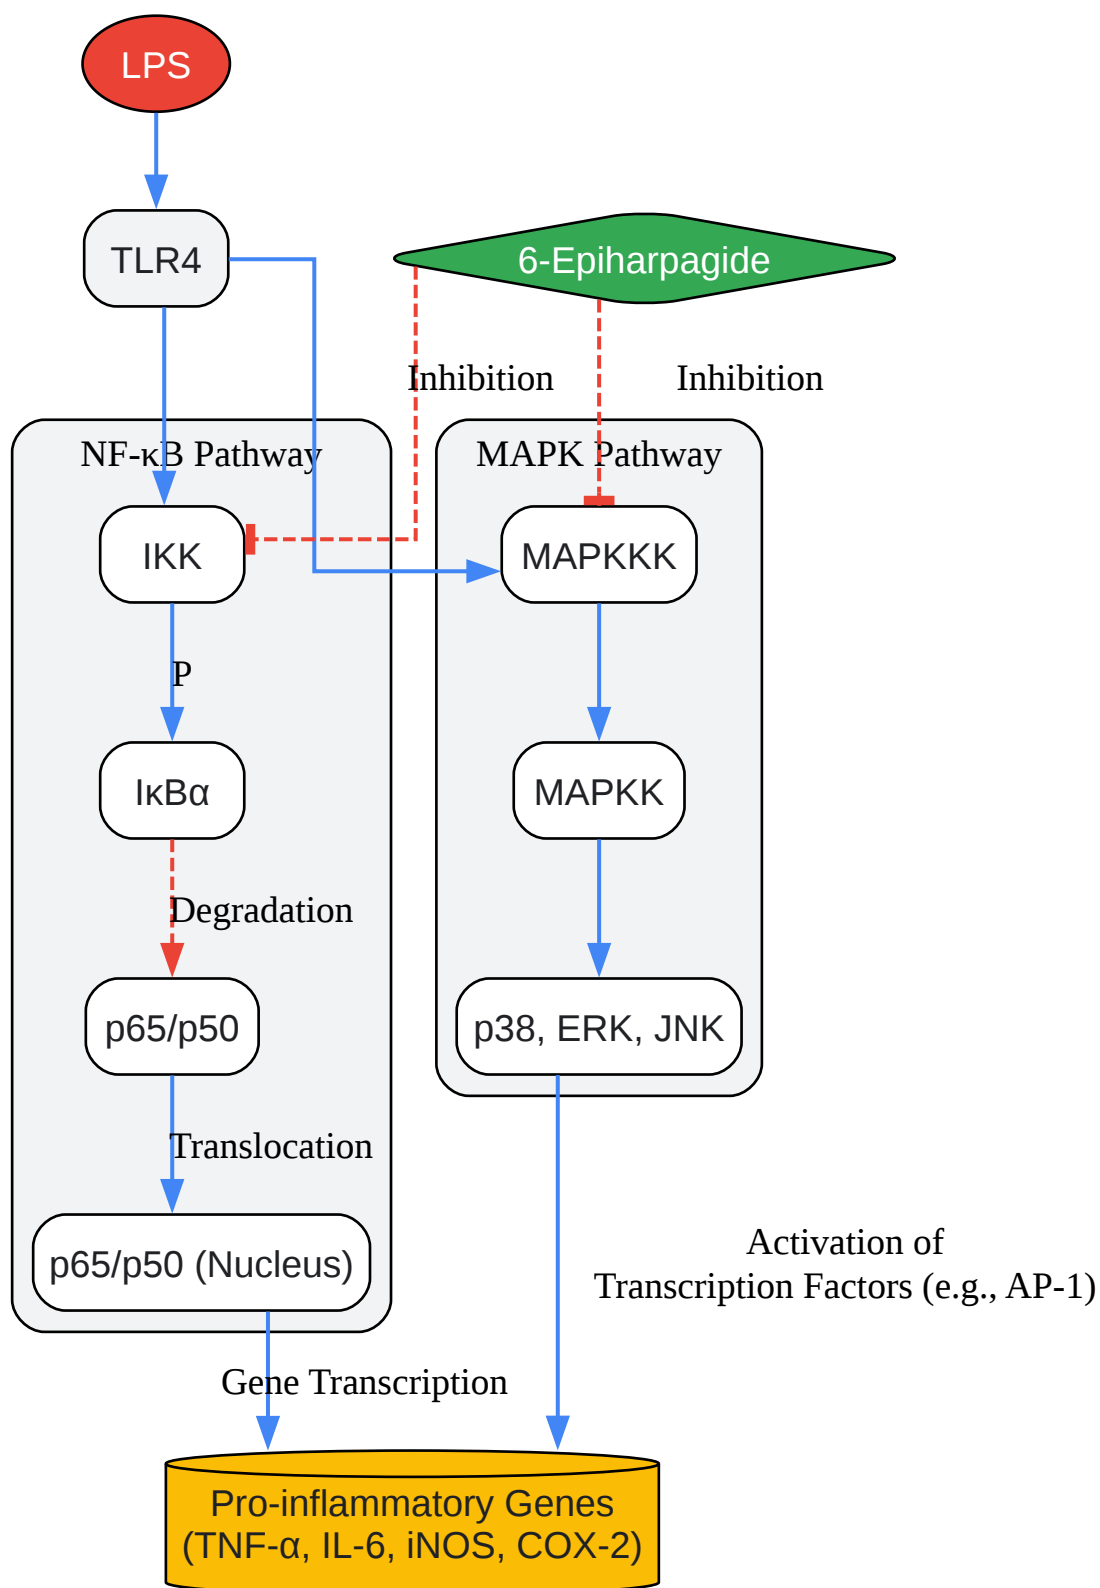 LPS
TLR4
6-Epiharpagide
Inhibition
Inhibition
NF-κB Pathway
MAPK Pathway
IKK
MAPKKK
P
IκBα
MAPKK
Degradation
p65/p50
p38, ERK, JNK
Translocation
p65/p50 (Nucleus)
Activation of
Transcription Factors (e.g., AP-1)
Gene Transcription
Pro-inflammatory Genes
(TNF-α, IL-6, iNOS, COX-2)